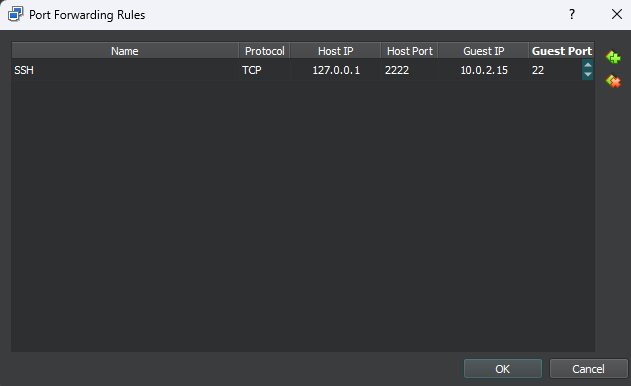 Port Forwarding Rules ?
Name Protocol Host IP Host Port Guest IP Guest Port
SSH TCP 127.0.0.1 2222 10.0.2.15 22
OK Cancel